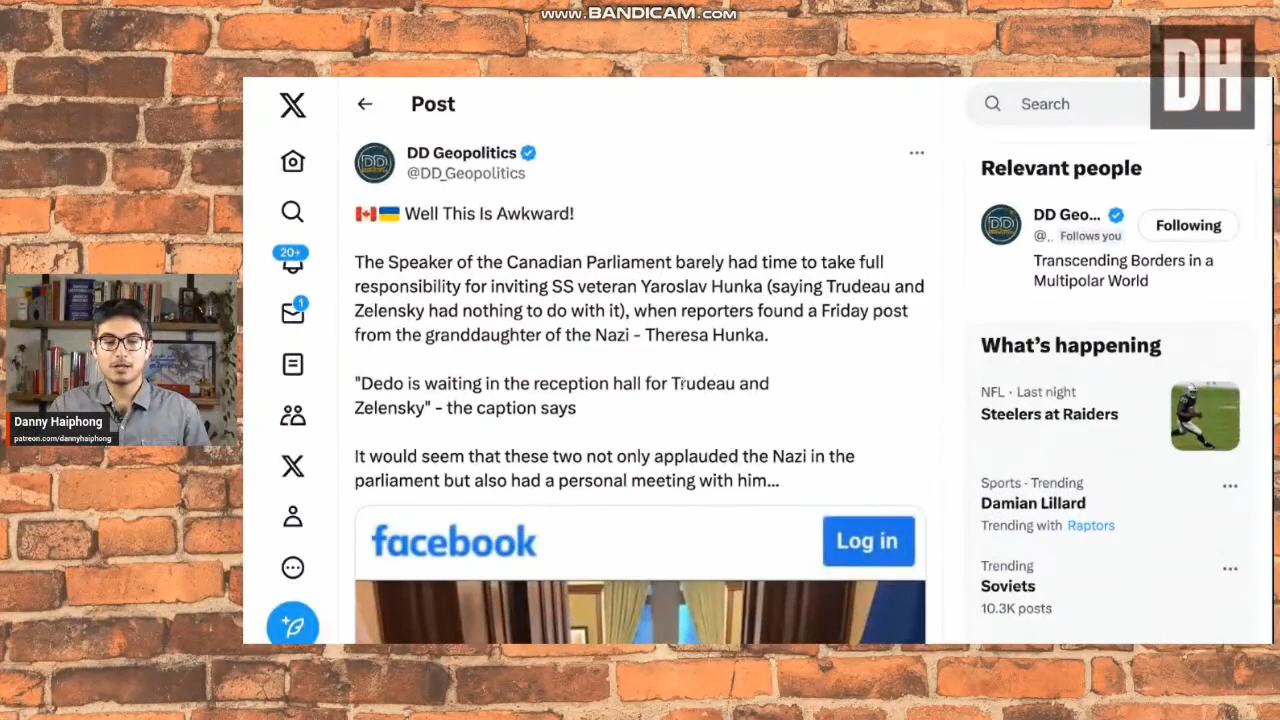 WWW.BANDICAM.COM
DH
Post
Search
DD Geopolitics
@DD_Geopolitics
Well This Is Awkward!
The Speaker of the Canadian Parliament barely had time to take full
responsibility for inviting SS veteran Yaroslav Hunka (saying Trudeau and
Zelensky had nothing to do with it), when reporters found a Friday post
from the granddaughter of the Nazi - Theresa Hunka.
"Dedo is waiting in the reception hall for Trudeau and
Zelensky" - the caption says
It would seem that these two not only applauded the Nazi in the
parliament but also had a personal meeting with him...
facebook
Log in
20+
1
Relevant people
DD Geo...
@..
Follows you
Following
Transcending Borders in a
Multipolar World
What's happening
NFL · Last night
Steelers at Raiders
Sports · Trending
Damian Lillard
Trending with Raptors
Trending
Soviets
10.3K posts
Danny Haiphong
patreon.com/dannyhaiphong